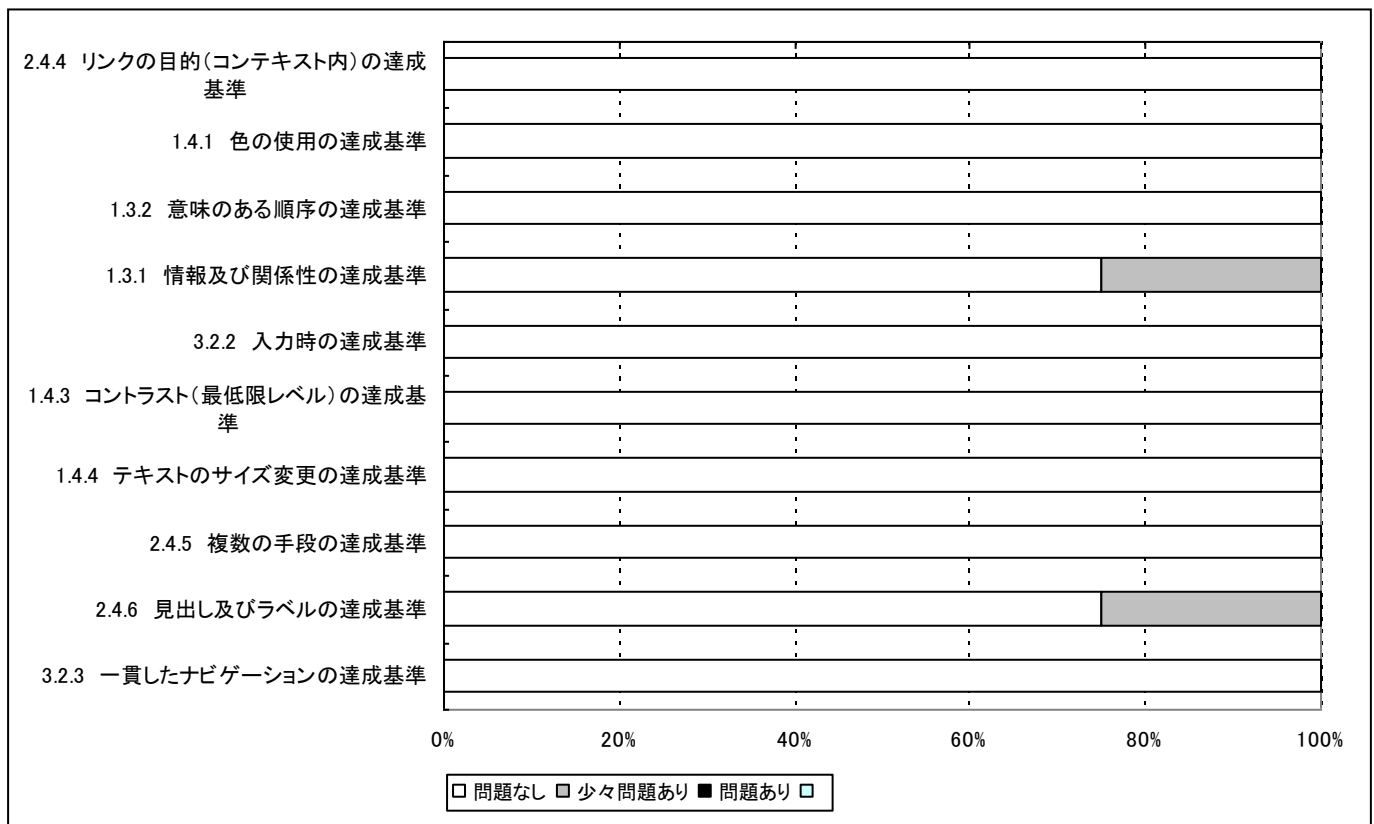 2.4.4 リンクの目的(コンテキスト内)の達成
基準
1.4.1 色の使用の達成基準
1.3.2 意味のある順序の達成基準
1.3.1 情報及び関係性の達成基準
3.2.2 入力時の達成基準
1.4.3 コントラスト(最低限レベル)の達成基
準
1.4.4 テキストのサイズ変更の達成基準
2.4.5 複数の手段の達成基準
2.4.6 見出し及びラベルの達成基準
3.2.3 一貫したナビゲーションの達成基準
0% 20% 40% 60% 80% 100%
問題なし 少々問題あり 問題あり